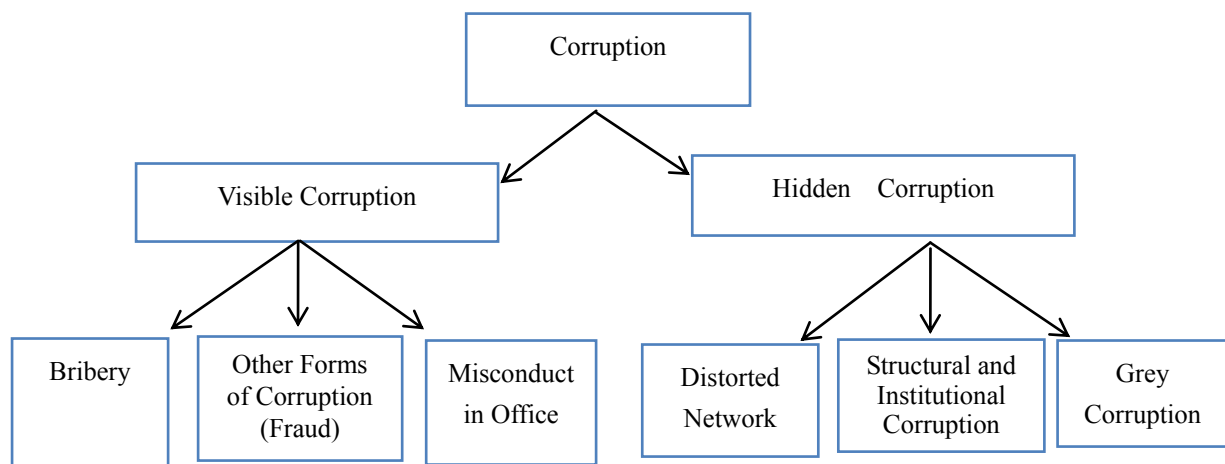 Corruption
Visible Corruption
Hidden Corruption
Bribery
Other Forms
of Corruption
(Fraud)
Misconduct
in Office
Distorted
Network
Structural and
Institutional
Corruption
Grey
Corruption